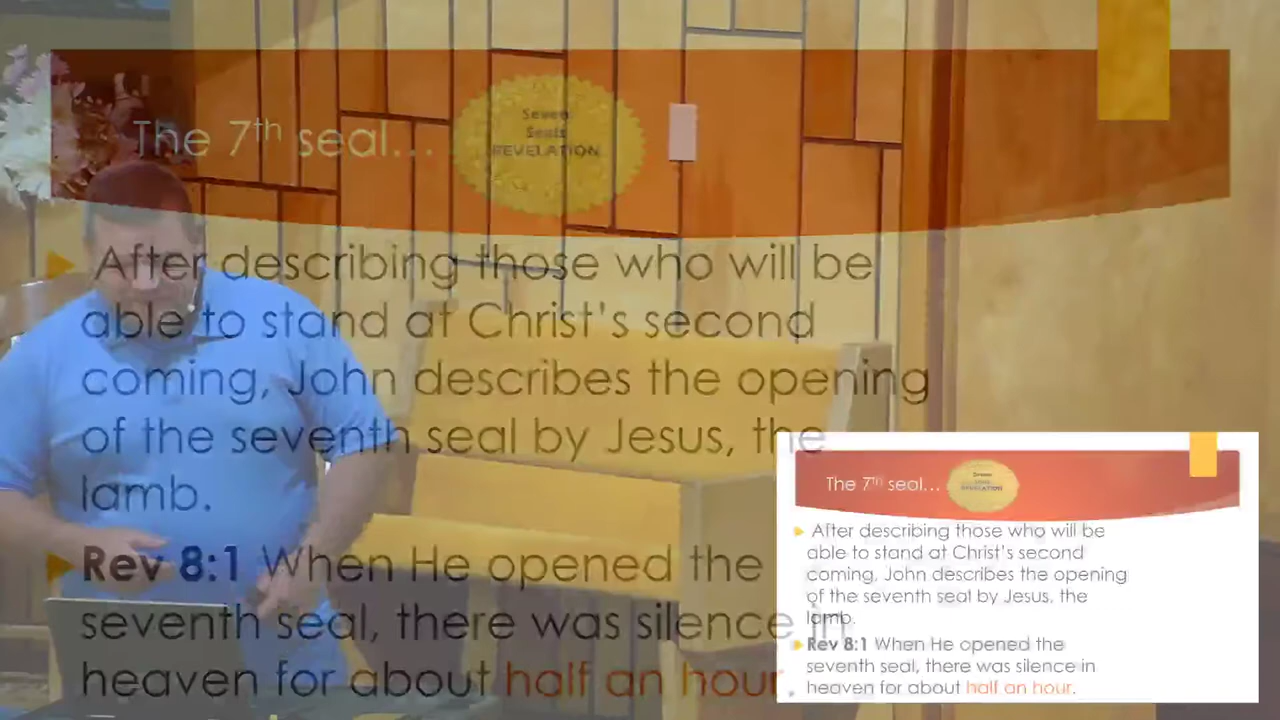 The 7th seal...
Seven
Seals
REVELATION
After describing those who will be
able to stand at Christ's second
coming, John describes the opening
of the seventh seal by Jesus, the
lamb.
Rev 8:1 When He opened the
seventh seal, there was silence in
heaven for about half an hour.
The 7th seal...
Seven
Seals
REVELATION
After describing those who will be
able to stand at Christ's second
coming, John describes the opening
of the seventh seal by Jesus, the
lamb.
Rev 8:1 When He opened the
seventh seal, there was silence in
heaven for about half an hour.